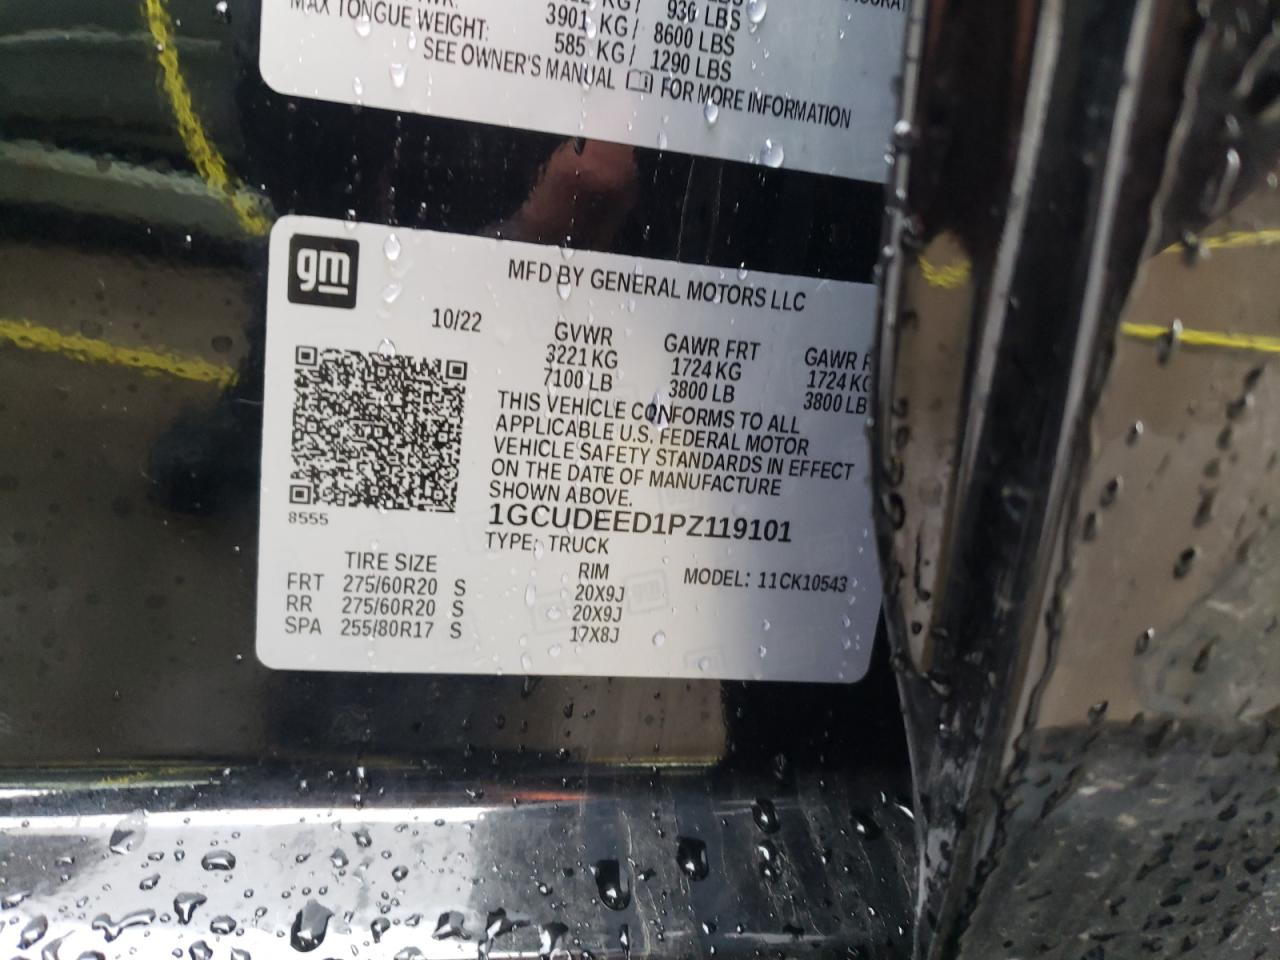 930 LBS
3901 KG/ 8600 LBS
MAX TONGUE WEIGHT: 585 KG/ 1290 LBS
SEE OWNER'S MANUAL FOR MORE INFORMATION
gm
MFD BY GENERAL MOTORS LLC
10/22 GVWR GAWR FRT GAWR
3221 KG 1724 KG 1724 KG
7100 LB 3800 LB 3800 LB
THIS VEHICLE CONFORMS TO ALL
APPLICABLE U.S. FEDERAL MOTOR
VEHICLE SAFETY STANDARDS IN EFFECT
ON THE DATE OF MANUFACTURE
SHOWN ABOVE.
8555
1GCUDEED1PZ119101
TYPE: TRUCK
TIRE SIZE RIM MODEL: 11CK10543
FRT 275/60R20 S 20X9J
RR 275/60R20 S 20X9J
SPA 255/80R17 S 17X8J